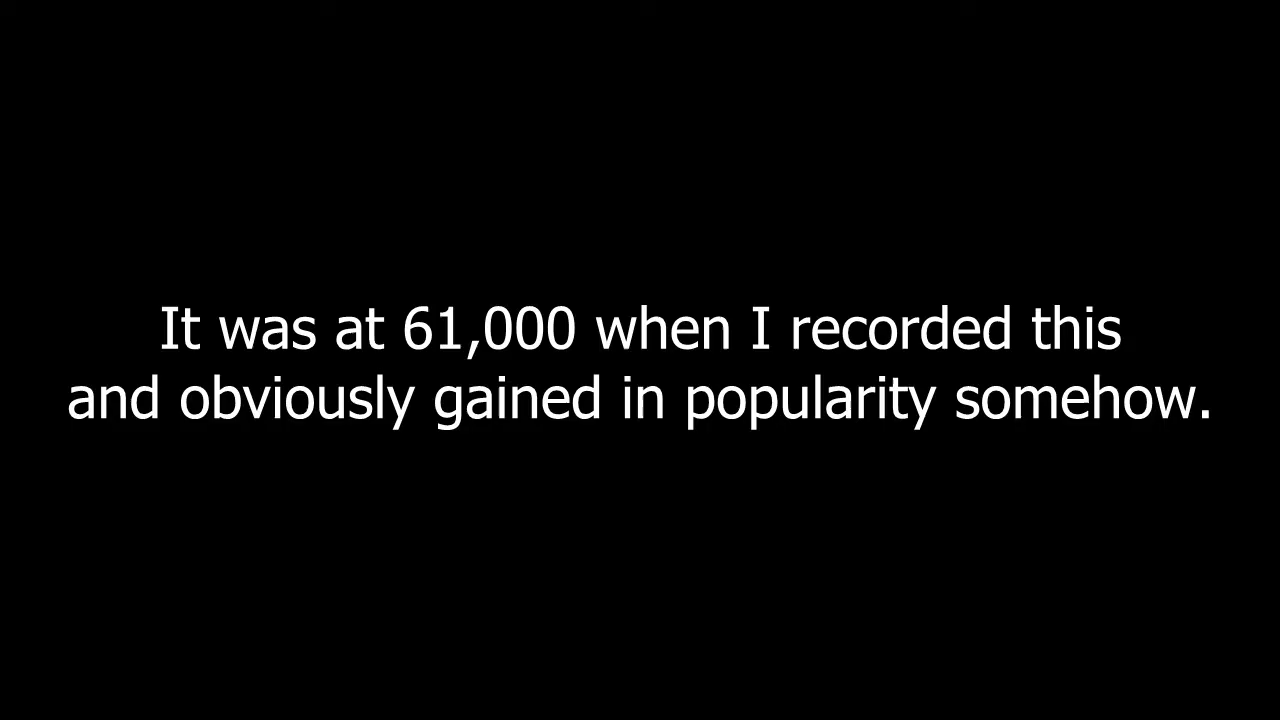 It was at 61,000 when I recorded this
and obviously gained in popularity somehow.